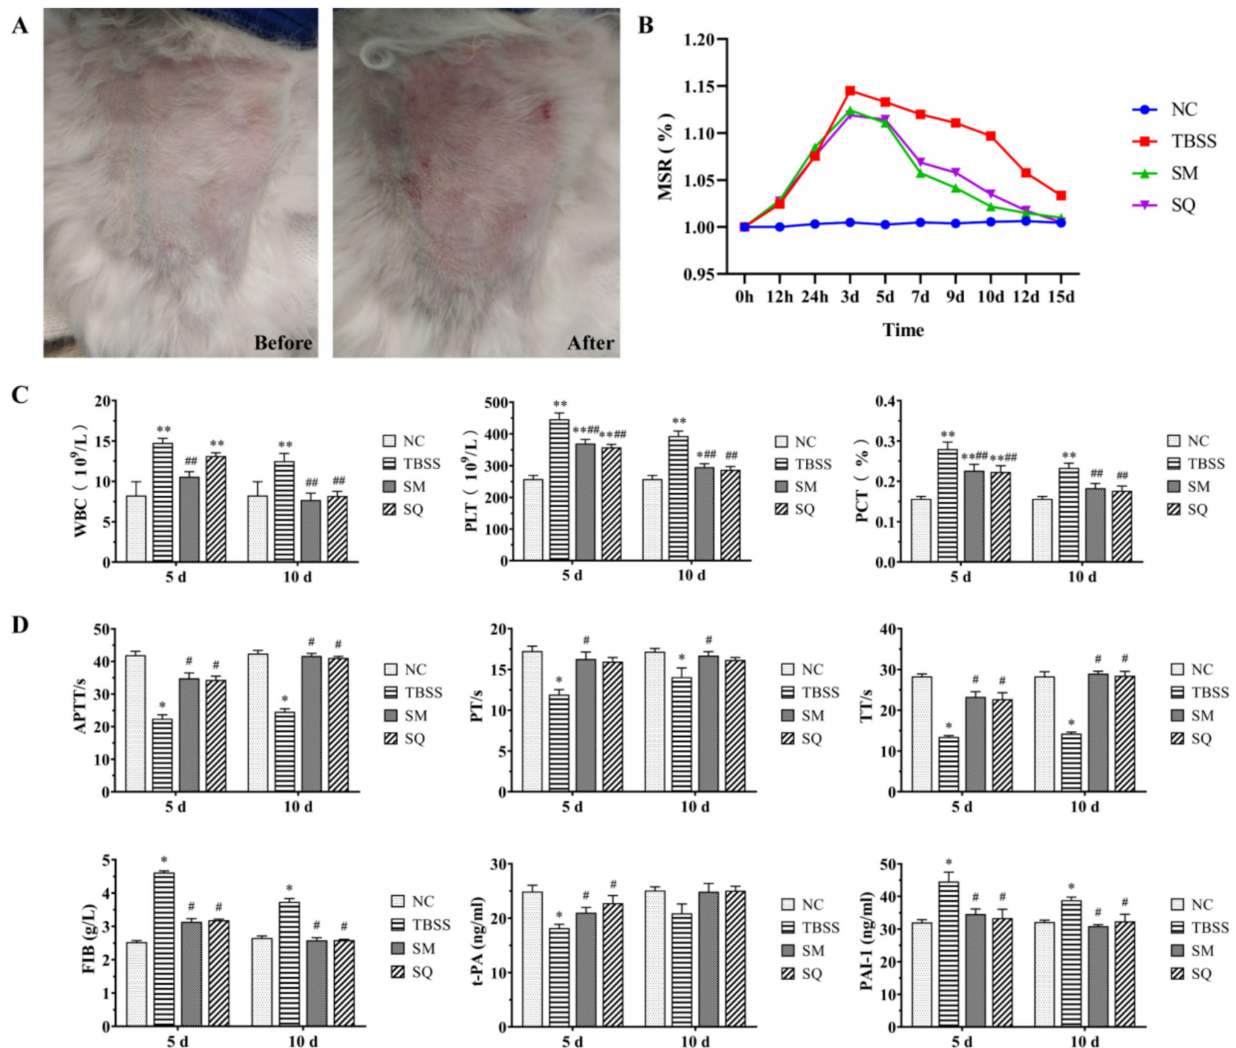 A
Before
After
B
MSR ( %)
1.20
1.15
1.10
1.05
1.00
0.95
0h 12h 24h 3d 5d 7d 9d 10d 12d 15d
Time
NC
TBSS
SM
SQ
C
WBC ( 10^9/L )
20
15
10
5
0
** ## **
** ## ##
5 d 10 d
NC
TBSS
SM
SQ
PLT ( 10^9/L )
500
400
300
200
100
0
** **## **##
** *## ##
5 d 10 d
NC
TBSS
SM
SQ
PCT ( %)
0.4
0.3
0.2
0.1
0.0
** **## **##
** ## ##
5 d 10 d
NC
TBSS
SM
SQ
D
APTT/s
50
40
30
20
10
0
* # #
* # #
5 d 10 d
NC
TBSS
SM
SQ
PT/s
20
15
10
5
0
* #
* #
5 d 10 d
NC
TBSS
SM
SQ
TT/s
40
30
20
10
0
* # #
* # #
5 d 10 d
NC
TBSS
SM
SQ
FIB (g/L)
5
4
3
2
1
0
* # #
* # #
5 d 10 d
NC
TBSS
SM
SQ
t-PA (ng/ml)
30
20
10
0
* # #
5 d 10 d
NC
TBSS
SM
SQ
PAI-1 (ng/ml)
50
40
30
20
10
0
* # #
* # #
5 d 10 d
NC
TBSS
SM
SQ